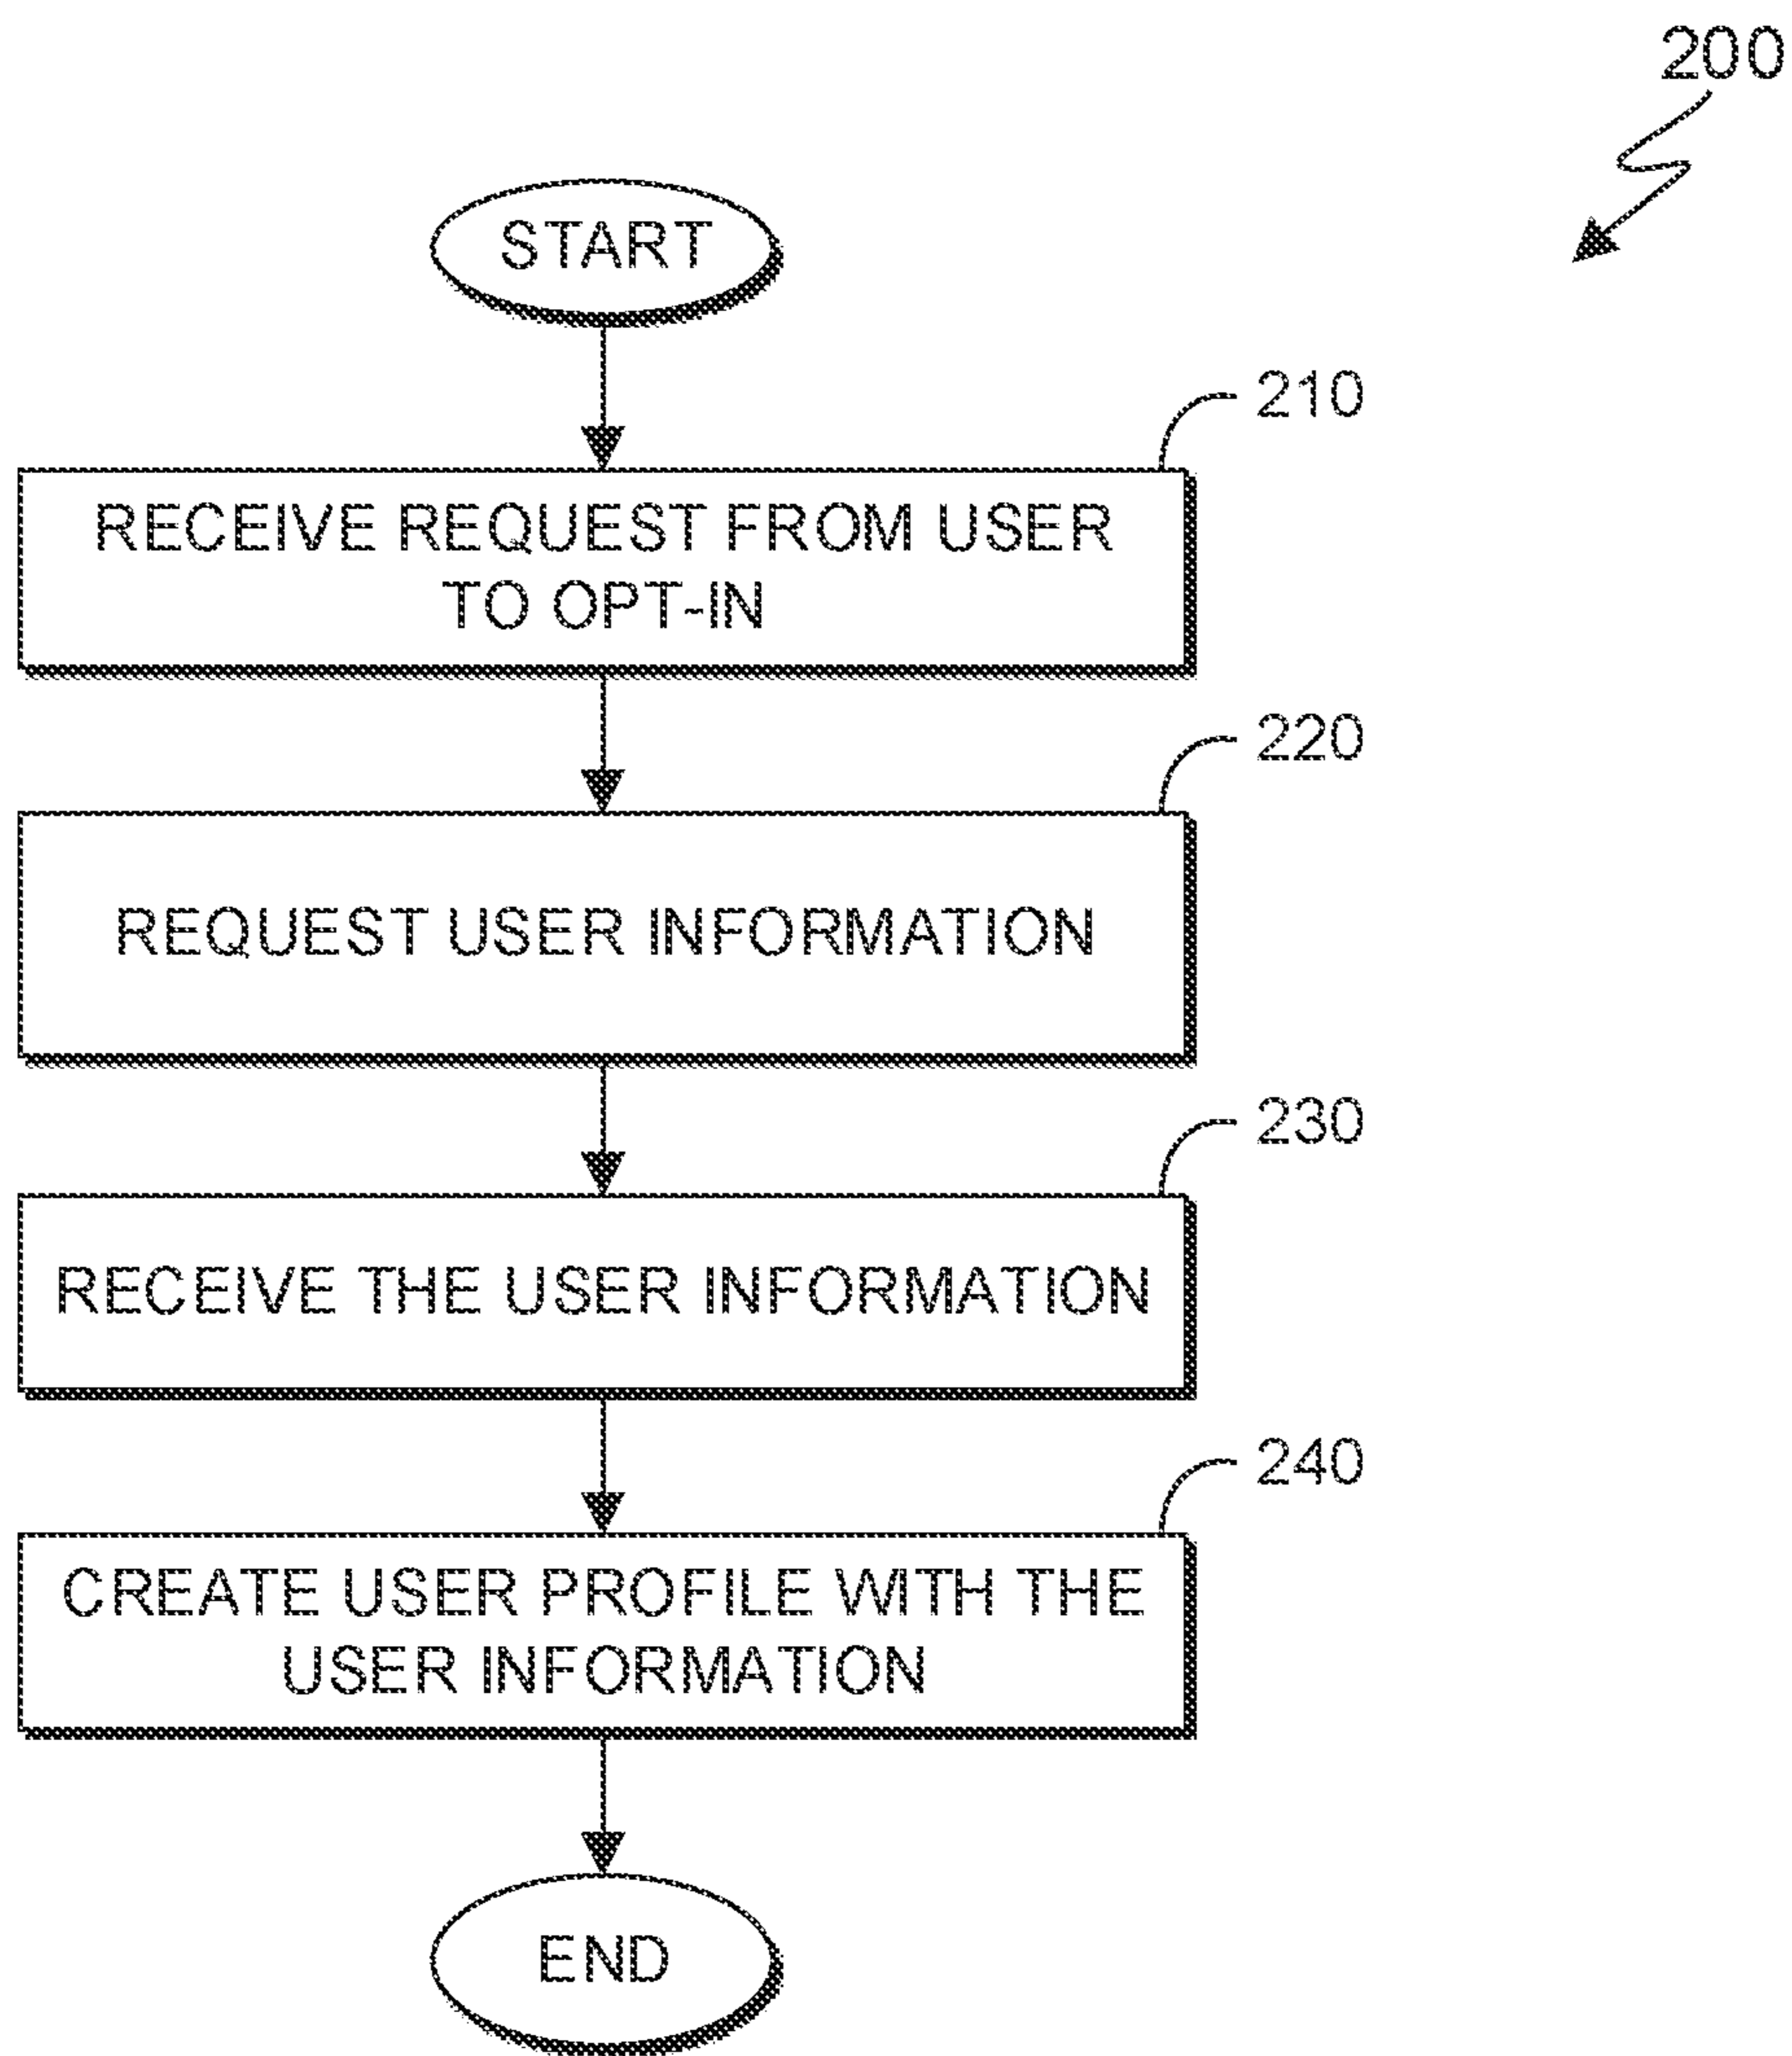 200
START
210
RECEIVE REQUEST FROM USER
TO OPT-IN
220
REQUEST USER INFORMATION
230
RECEIVE THE USER INFORMATION
240
CREATE USER PROFILE WITH THE
USER INFORMATION
END